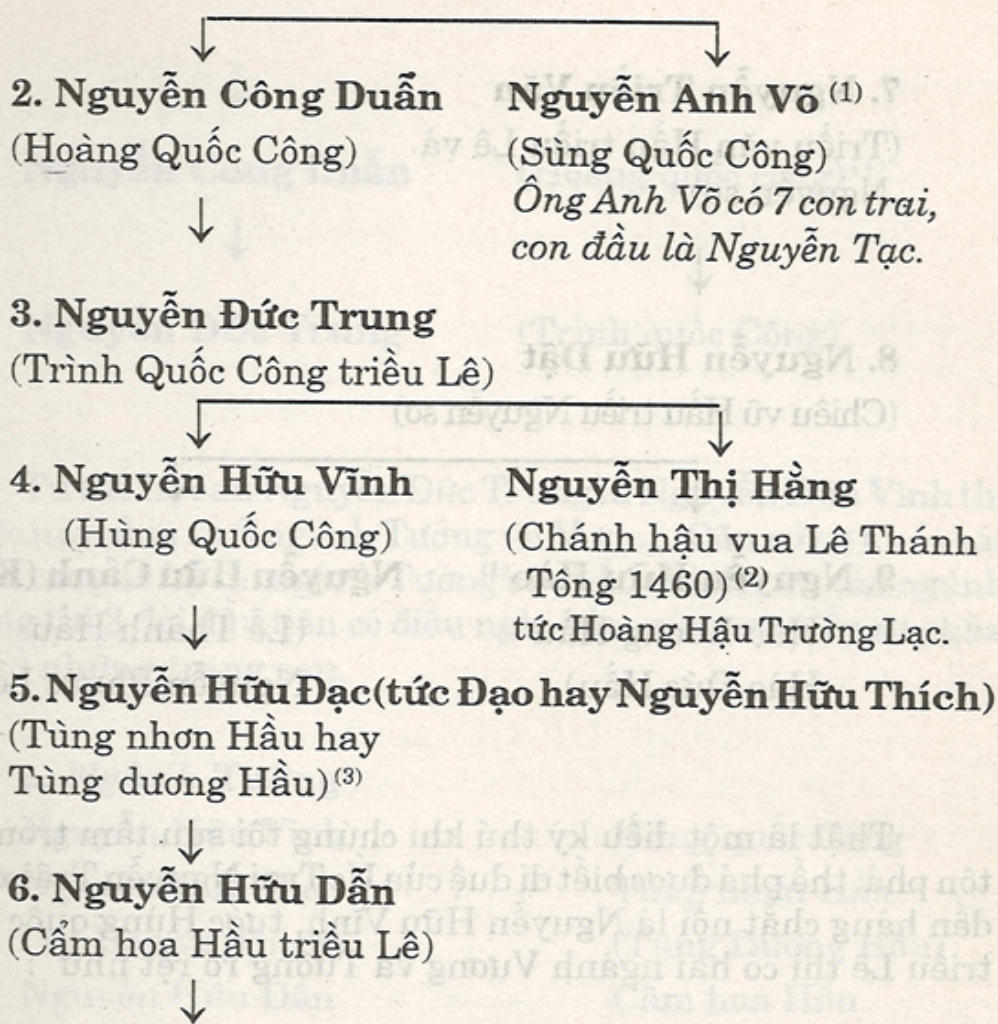 2. Nguyễn Công Duẩn
Nguyễn Anh Võ (1)
(Hoàng Quốc Công)
(Sùng Quốc Công)
Ông Anh Võ có 7 con trai,
con đầu là Nguyễn Tạc.
3. Nguyễn Đức Trung
(Trình Quốc Công triều Lê)
4. Nguyễn Hữu Vĩnh
Nguyễn Thị Hằng
(Hùng Quốc Công)
(Chánh hậu vua Lê Thánh
Tông 1460)(2)
tức Hoàng Hậu Trường Lạc.
5. Nguyễn Hữu Đạc (tức Đạo hay Nguyễn Hữu Thích)
(Tùng nhơn Hầu hay
Tùng dương Hầu)(3)
6. Nguyễn Hữu Dẫn
(Cẩm hoa Hầu triều Lê)